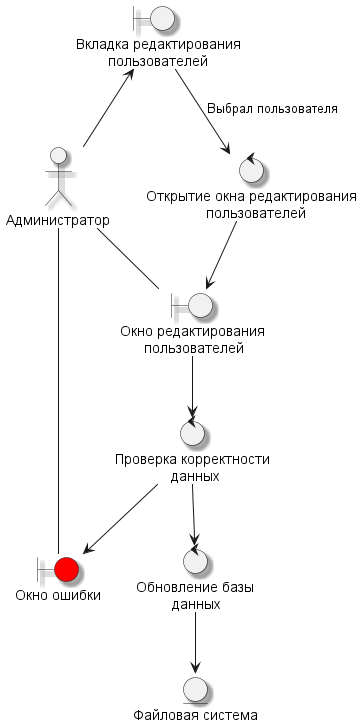 Вкладка редактирования
пользователей
Выбрал пользователя
Открытие окна редактирования
пользователей
Администратор
Окно редактирования
пользователей
Проверка корректности
данных
Окно ошибки
Обновление базы
данных
Файловая система